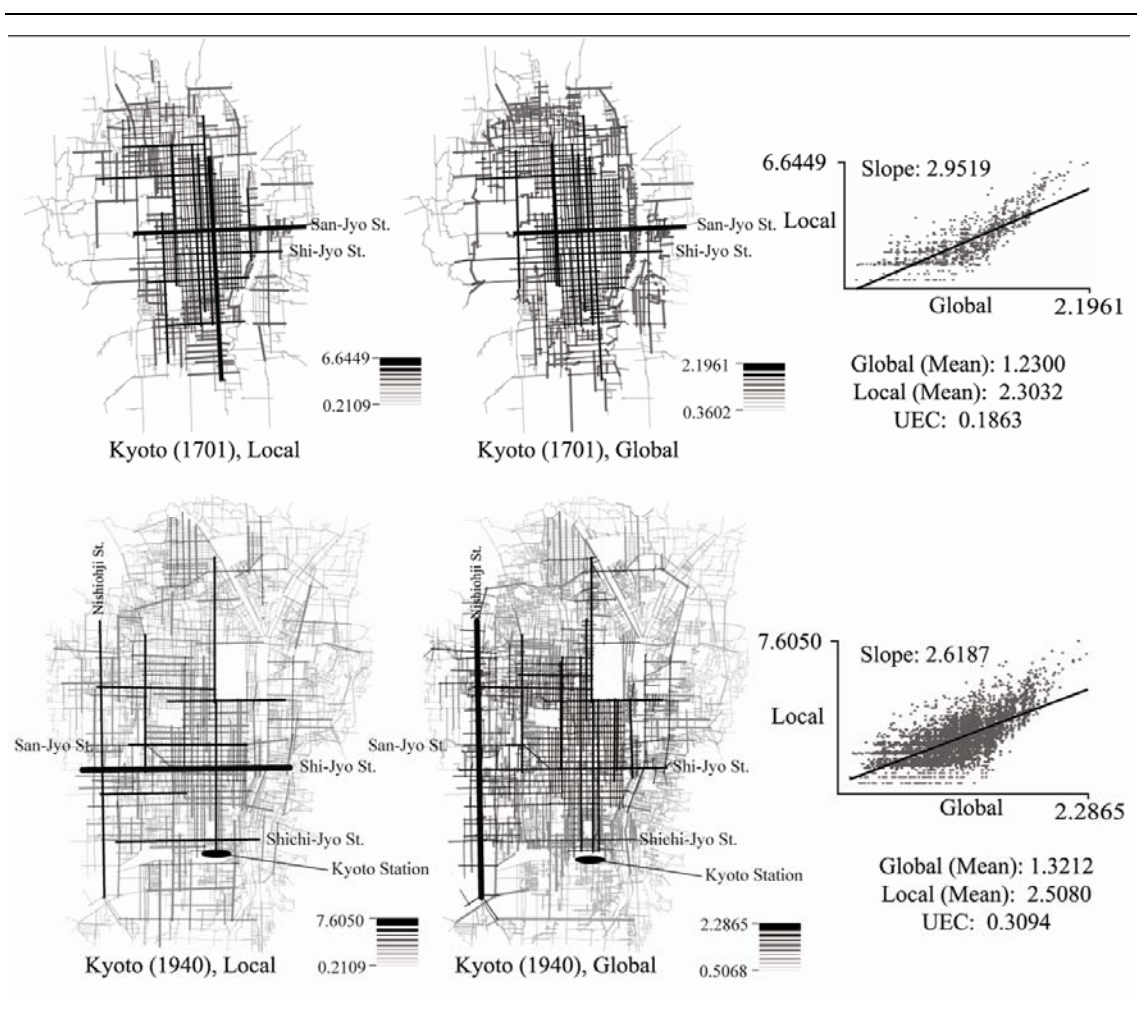 San-Jyo St.
Shi-Jyo St.
6.6449
0.2109
Kyoto (1701), Local
San-Jyo St.
Shi-Jyo St.
2.1961
0.3602
Kyoto (1701), Global
6.6449
Slope: 2.9519
Local
Global
2.1961
Global (Mean): 1.2300
Local (Mean): 2.3032
UEC: 0.1863
Nishiohji St.
San-Jyo St.
Shi-Jyo St.
Shichi-Jyo St.
Kyoto Station
7.6050
0.2109
Kyoto (1940), Local
Nishiohji St.
San-Jyo St.
Shi-Jyo St.
Shichi-Jyo St.
Kyoto Station
2.2865
0.5068
Kyoto (1940), Global
7.6050
Slope: 2.6187
Local
Global
2.2865
Global (Mean): 1.3212
Local (Mean): 2.5080
UEC: 0.3094